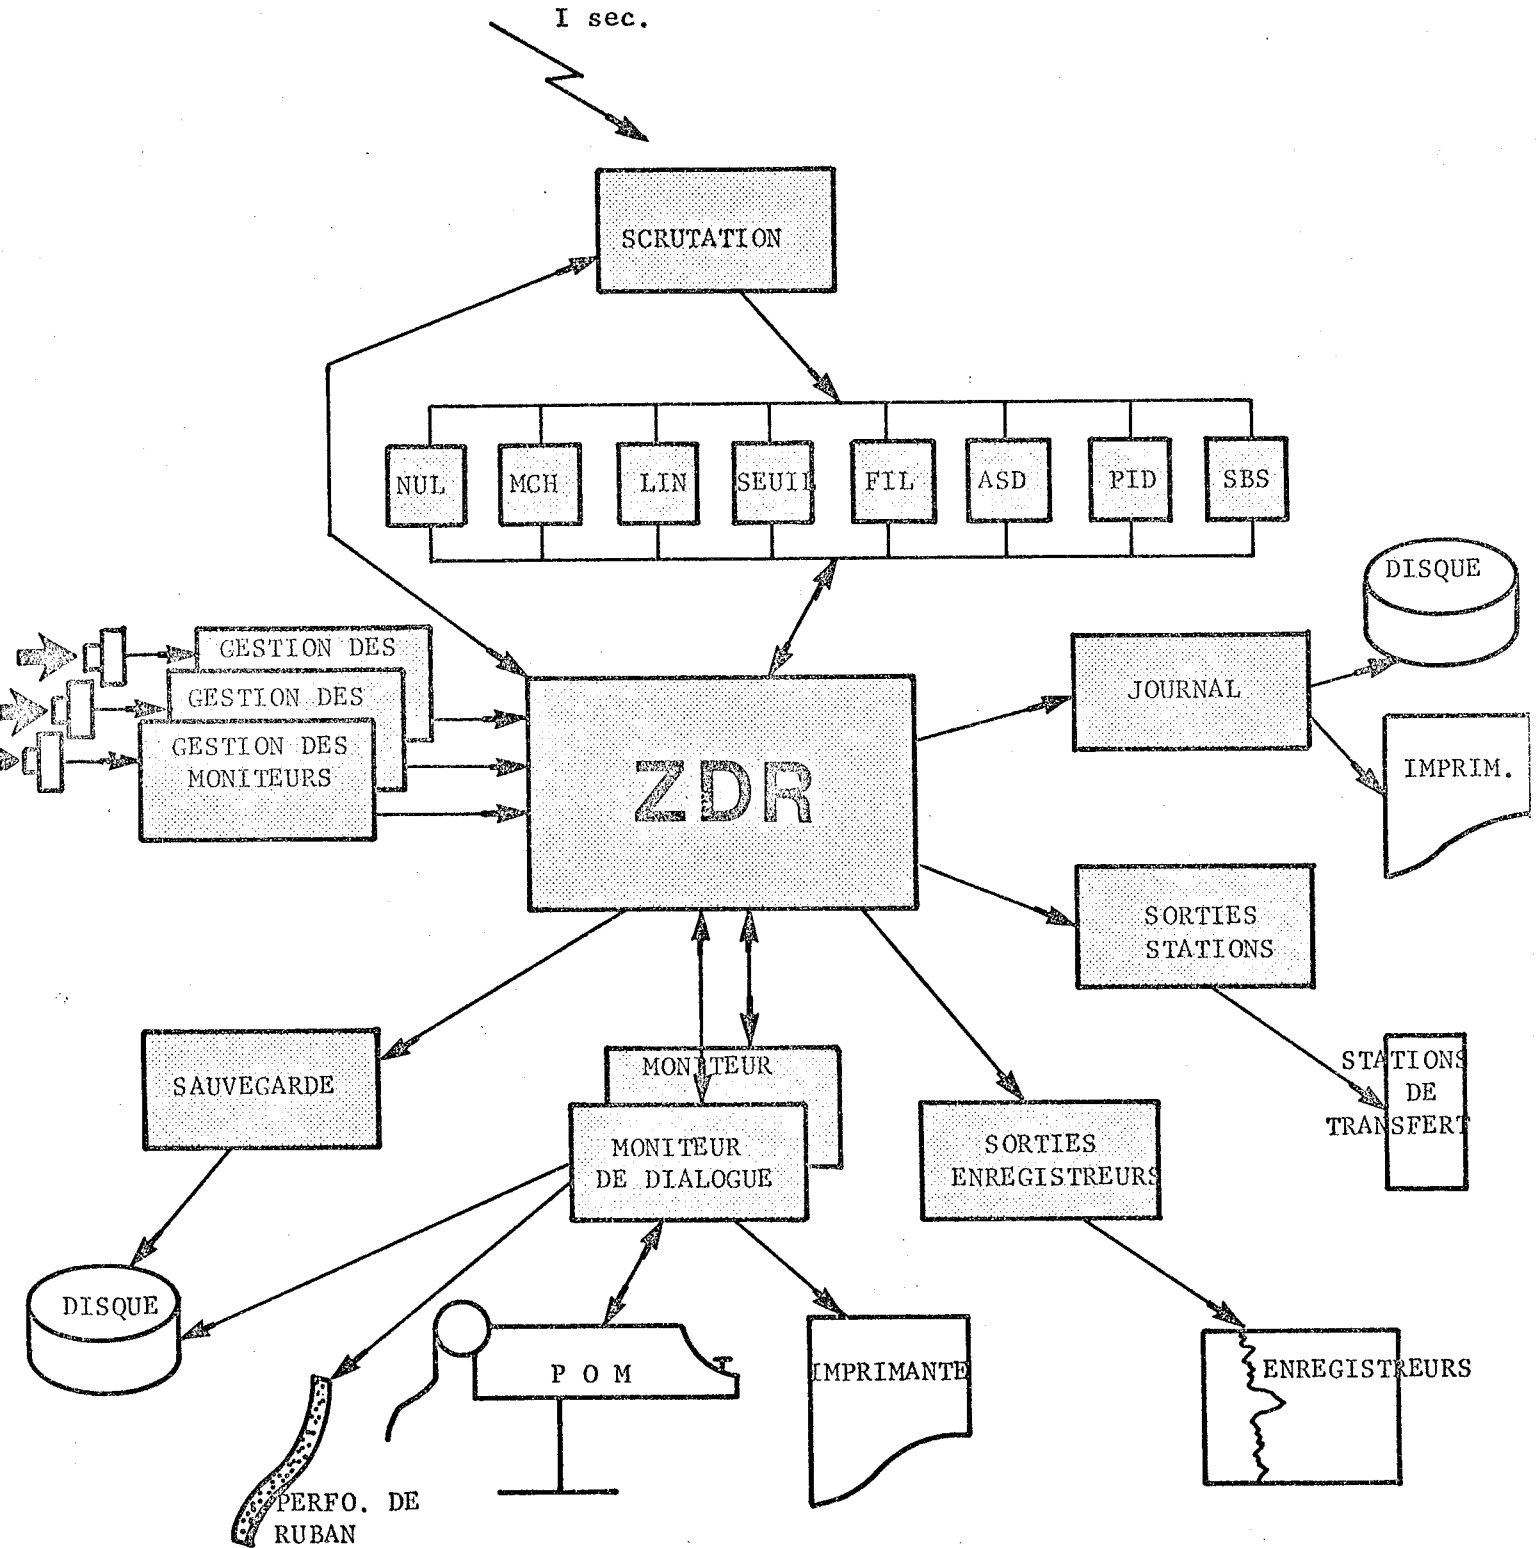 I sec.
SCRUTATION
NUL
MCH
LIN
SEUIL
FIL
ASD
PID
SBS
DISQUE
GESTION DES
GESTION DES
GESTION DES
MONITEURS
ZDR
JOURNAL
IMPRIM.
SORTIES
STATIONS
STATIONS
DE
TRANSFERT
SAUVEGARDE
MONITEUR
MONITEUR
DE DIALOGUE
SORTIES
ENREGISTREURS
DISQUE
P O M
IMPRIMANTE
ENREGISTREURS
PERFO. DE
RUBAN